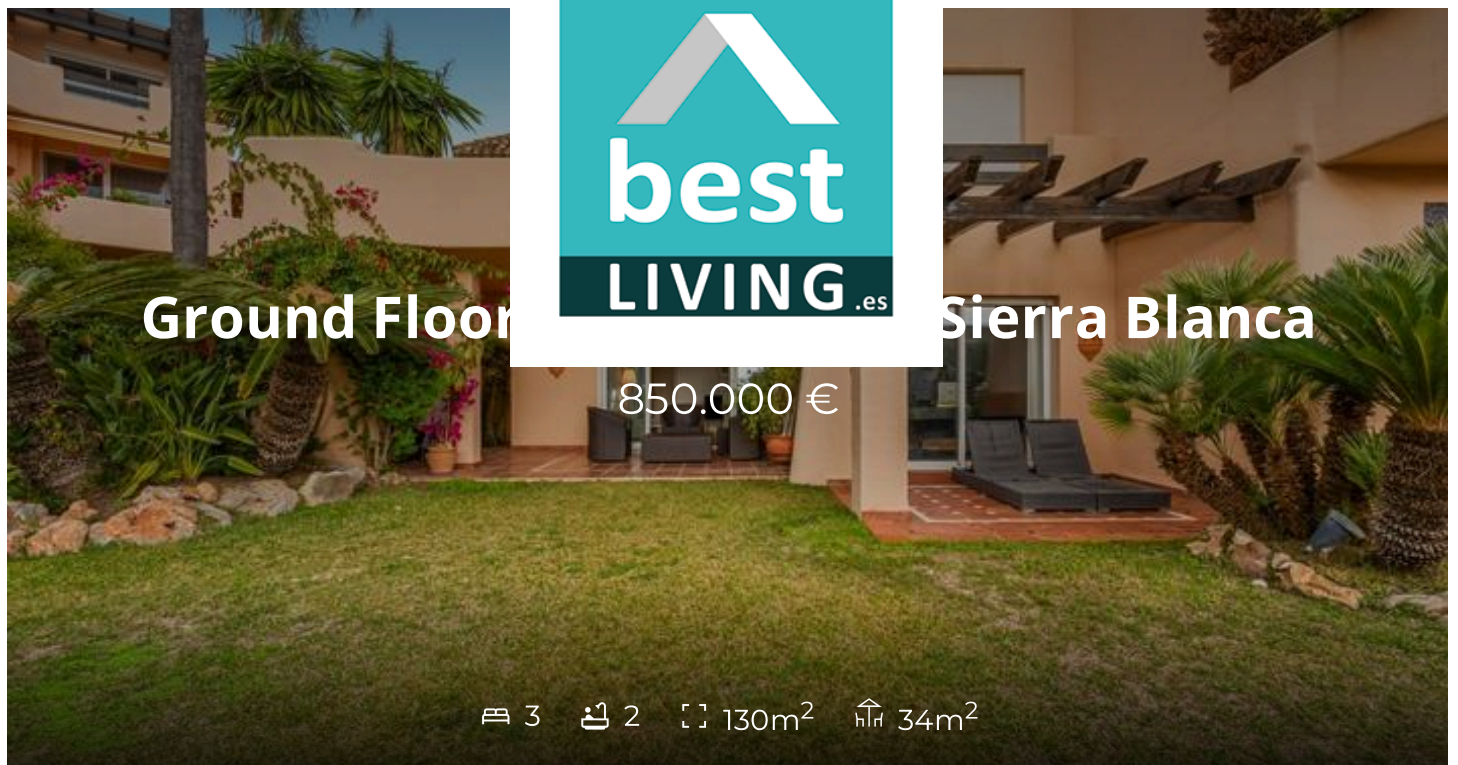 best
LIVING.es
Ground Floor Sierra Blanca
850.000 €
3 2 130m² 34m²